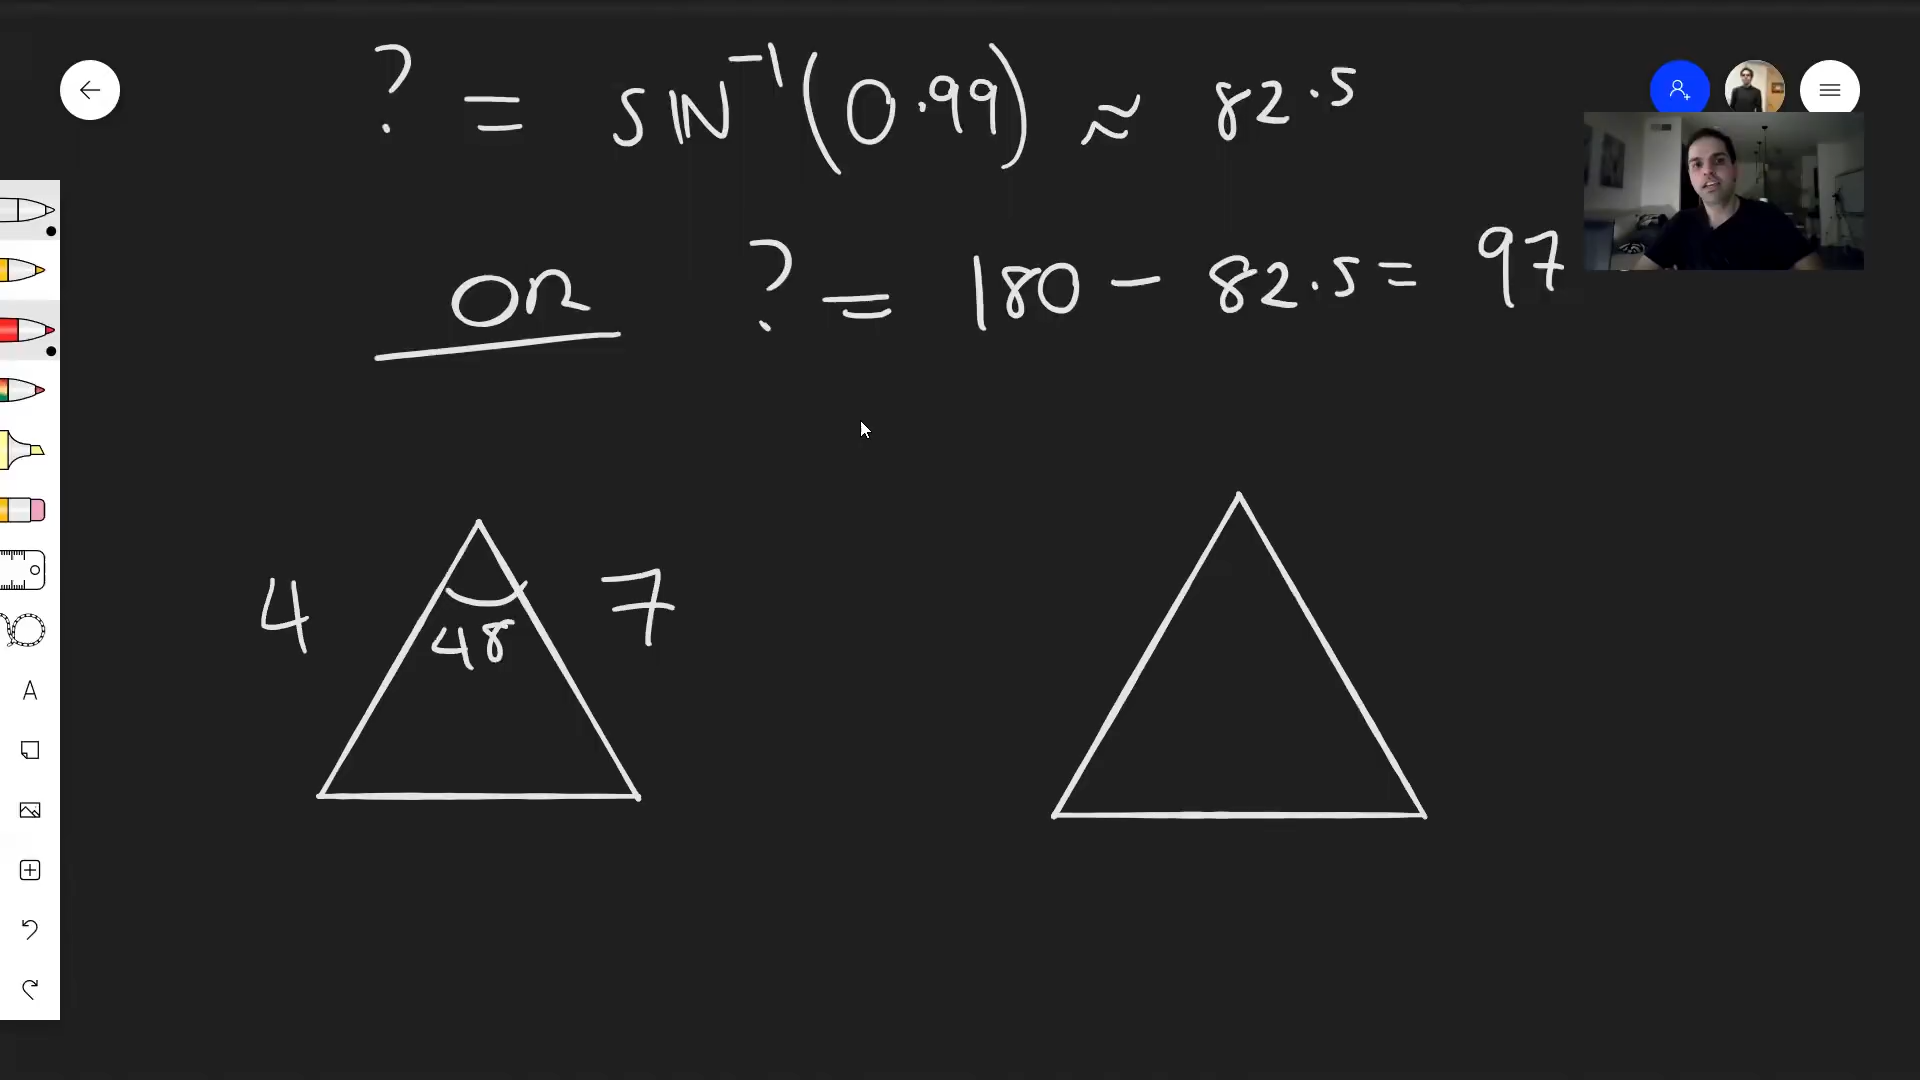 ? = SIN⁻¹(0.99) ≈ 82.5
OR ? = 180 - 82.5 = 97
4 48 7
A